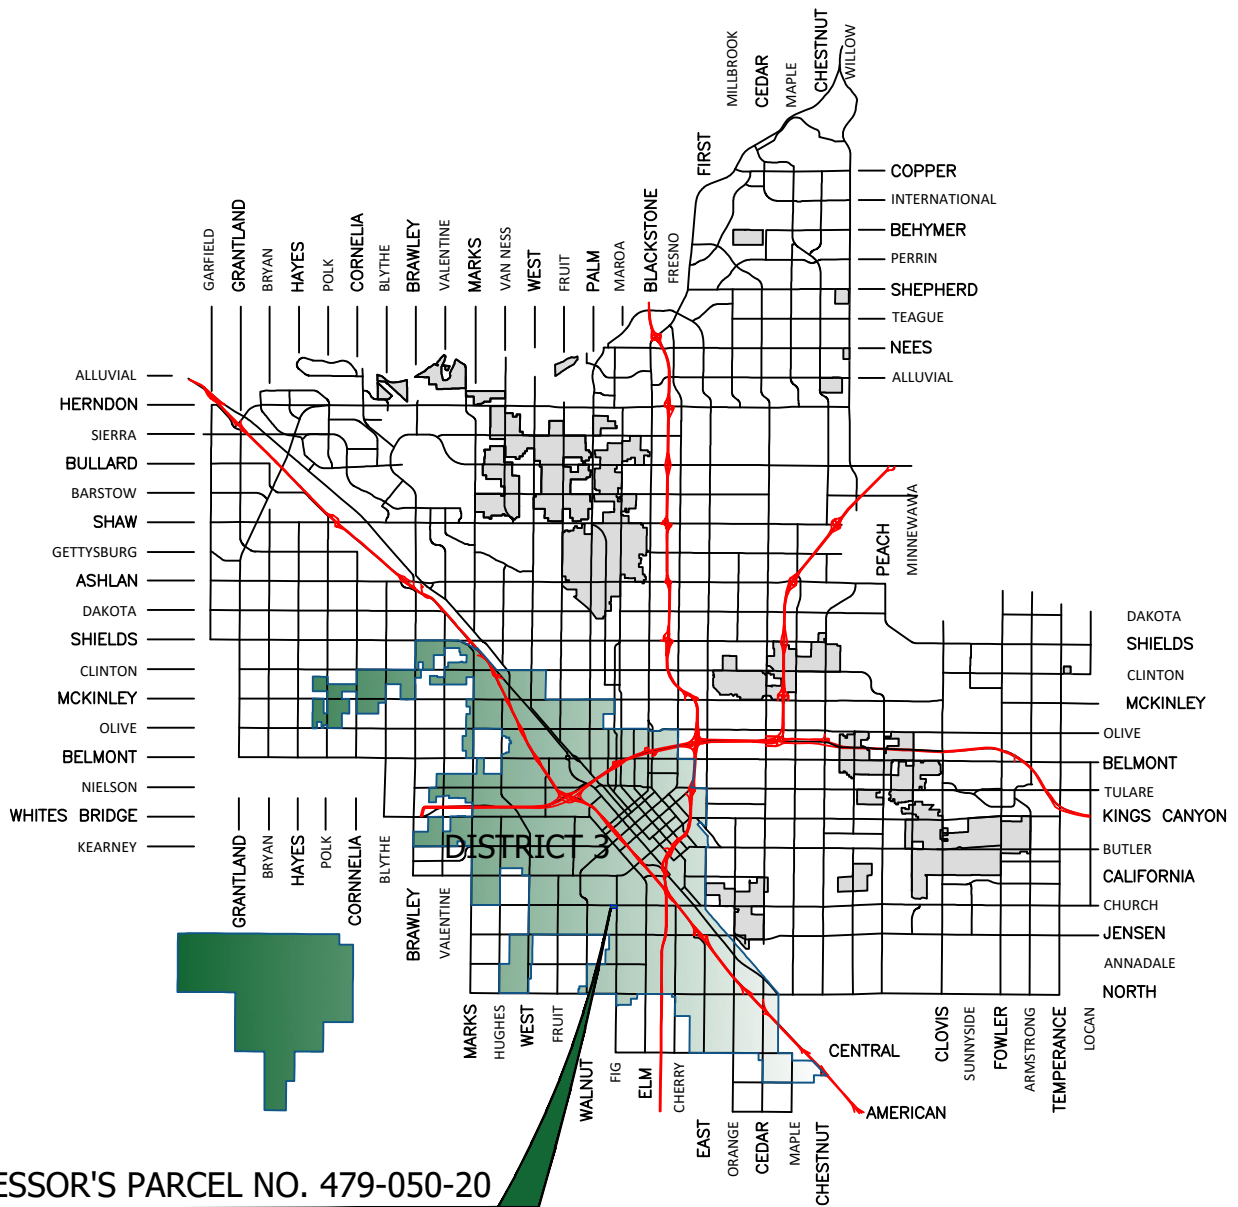 MILLBROOK
CEDAR
MAPLE
CHESTNUT
WILLOW
FIRST
COPPER
INTERNATIONAL
BEHYMER
PERRIN
SHEPHERD
TEAGUE
NEES
ALLUVIAL
GARFIELD
GRANTLAND
BRYAN
HAYES
POLK
CORNELIA
BLYTHE
BRAWLEY
VALENTINE
MARKS
VAN NESS
WEST
FRUIT
PALM
MAROA
BLACKSTONE
FRESNO
ALLUVIAL
HERNDON
SIERRA
BULLARD
BARSTOW
SHAW
GETTYSBURG
ASHLAN
DAKOTA
SHIELDS
CLINTON
MCKINLEY
OLIVE
BELMONT
NIELSON
WHITES BRIDGE
KEARNEY
PEACH
MINNEWAWA
DAKOTA
SHIELDS
CLINTON
MCKINLEY
OLIVE
BELMONT
TULARE
KINGS CANYON
BUTLER
CALIFORNIA
CHURCH
JENSEN
ANNADALE
NORTH
DISTRICT 3
GRANTLAND
BRYAN
HAYES
POLK
CORNNELIA
BLYTHE
BRAWLEY
VALENTINE
MARKS
HUGHES
WEST
FRUIT
WALNUT
FIG
ELM
CHERRY
EAST
ORANGE
CEDAR
MAPLE
CHESTNUT
CENTRAL
AMERICAN
CLOVIS
SUNNYSIDE
FOWLER
ARMSTRONG
TEMPERANCE
LOCAN
ESSOR'S PARCEL NO. 479-050-20